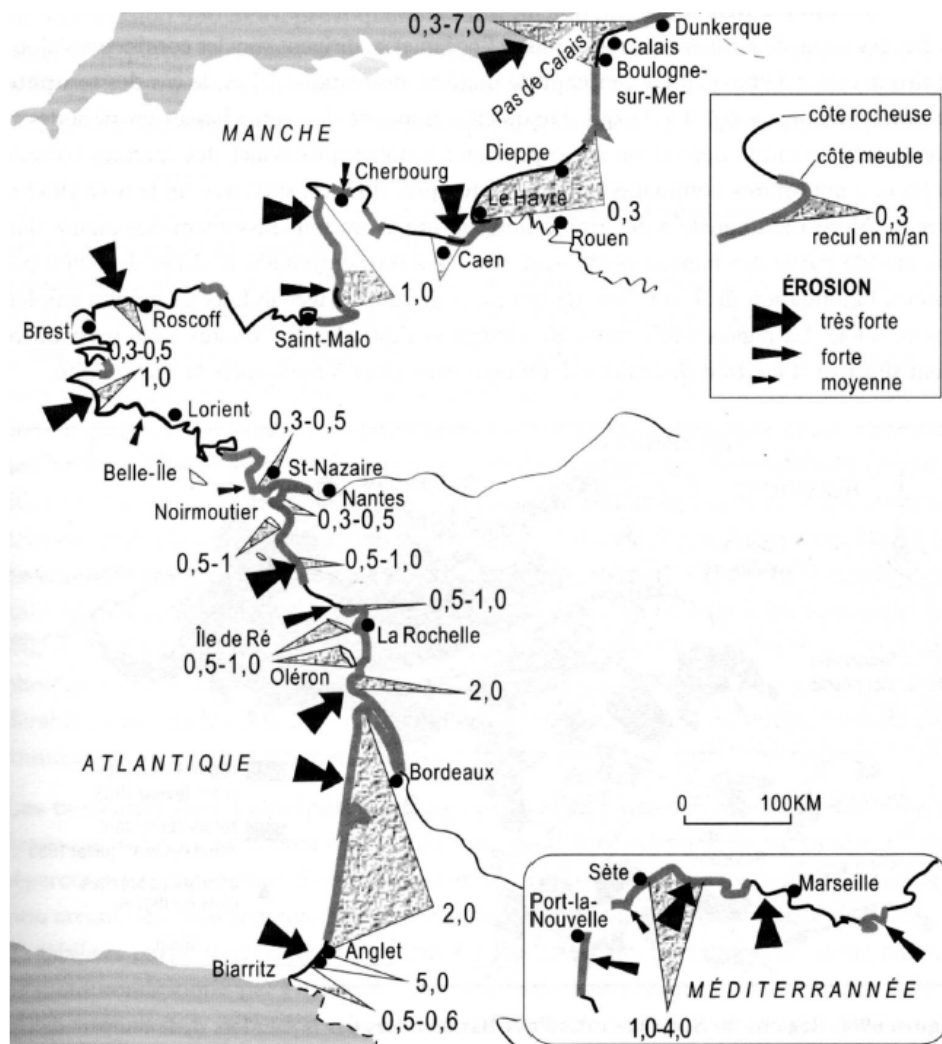 0,3-7,0
Dunkerque
Calais
Pas de Calais
Boulogne-
sur-Mer
MANCHE
Cherbourg
Dieppe
Le Havre
0,3
Rouen
Caen
1,0
Roscoff
Brest
Saint-Malo
0,3-0,5
1,0
Lorient
0,3-0,5
Belle-Île
St-Nazaire
Nantes
Noirmoutier
0,3-0,5
0,5-1
0,5-1,0
0,5-1,0
Île de Ré
La Rochelle
0,5-1,0
Oléron
2,0
ATLANTIQUE
Bordeaux
2,0
Anglet
Biarritz
5,0
0,5-0,6
côte rocheuse
côte meuble
0,3
recul en m/an
ÉROSION
très forte
forte
moyenne
0 100KM
Sète
Marseille
Port-la-
Nouvelle
MÉDITERRANNÉE
1,0-4,0